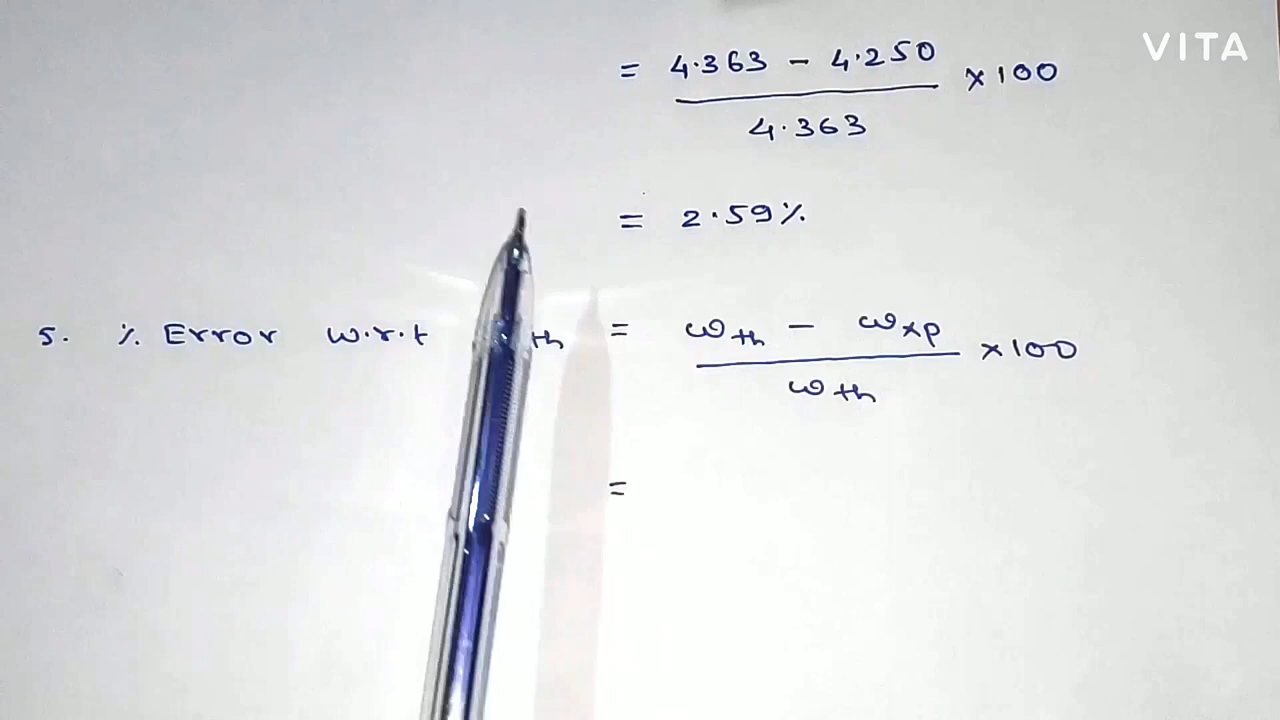 VITA
= 4.363 - 4.250 / 4.363 × 100
= 2.59%
5. % Error w.r.t th = ωth - ωxp / ωth × 100
=